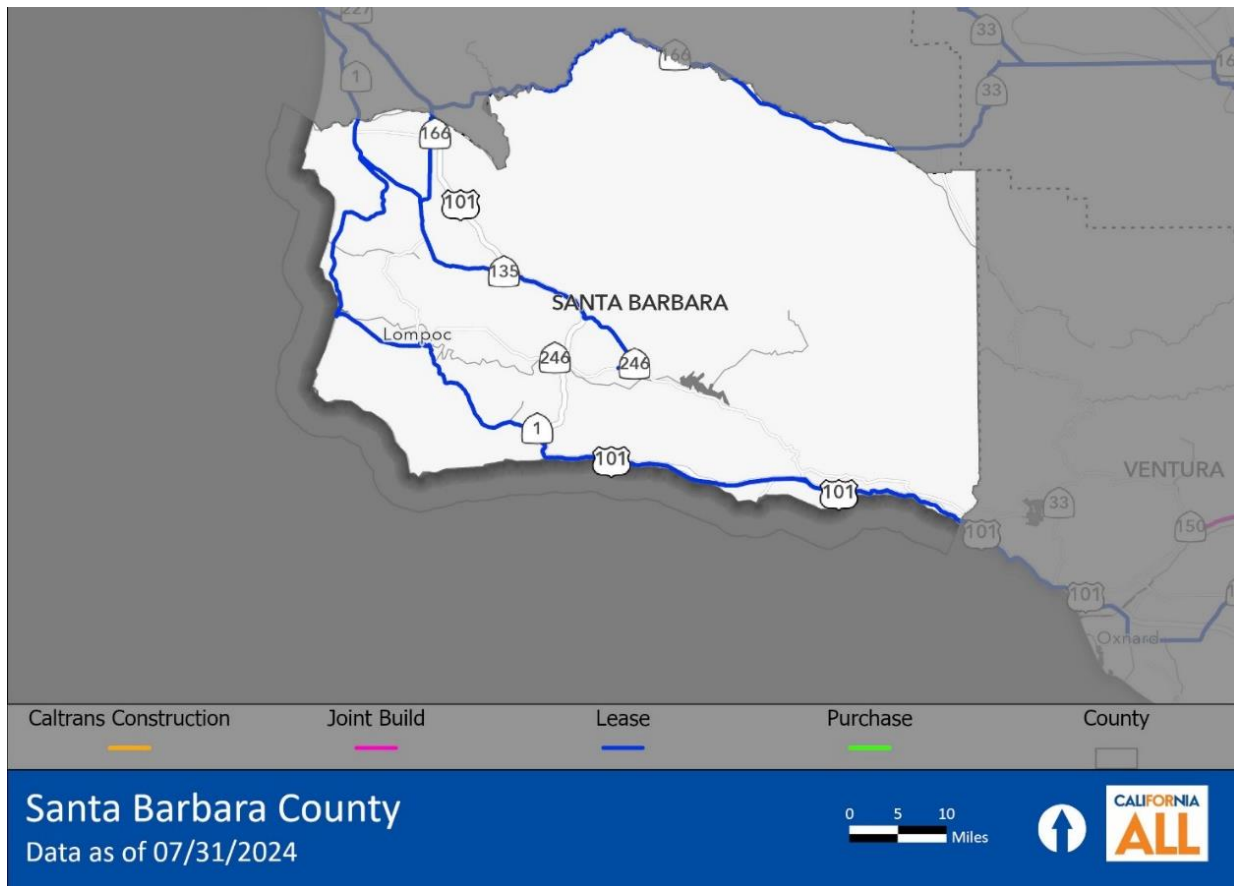 227
1
166
33
33
166
101
135
SANTA BARBARA
Lompoc
246
246
1
101
101
VENTURA
33
150
101
101
Oxnard
Caltrans Construction
Joint Build
Lease
Purchase
County
Santa Barbara County
Data as of 07/31/2024
0 5 10
Miles
CALIFORNIA
ALL